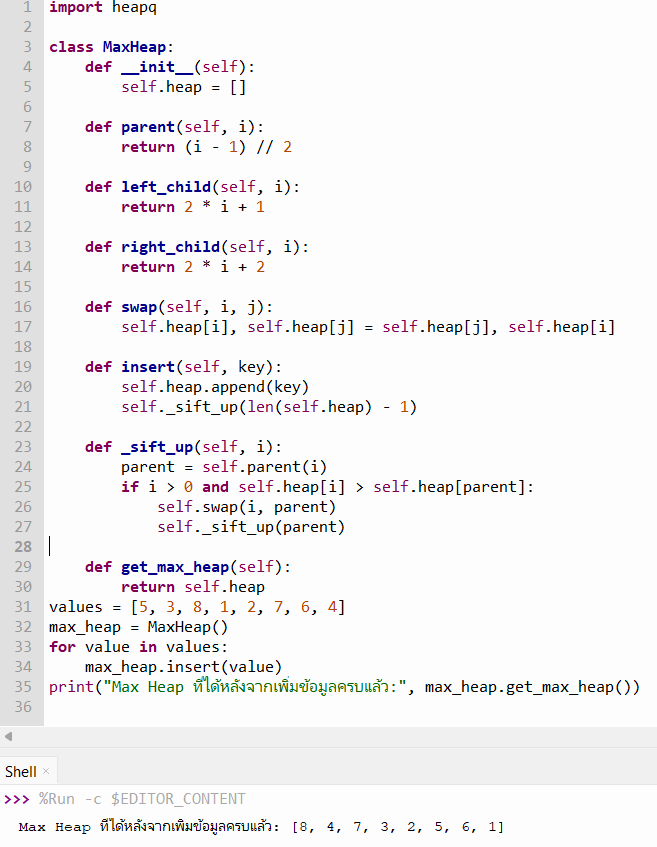 1 import heapq
2
3 class MaxHeap:
4     def __init__(self):
5         self.heap = []
6
7     def parent(self, i):
8         return (i - 1) // 2
9
10     def left_child(self, i):
11         return 2 * i + 1
12
13     def right_child(self, i):
14         return 2 * i + 2
15
16     def swap(self, i, j):
17         self.heap[i], self.heap[j] = self.heap[j], self.heap[i]
18
19     def insert(self, key):
20         self.heap.append(key)
21         self._sift_up(len(self.heap) - 1)
22
23     def _sift_up(self, i):
24         parent = self.parent(i)
25         if i > 0 and self.heap[i] > self.heap[parent]:
26             self.swap(i, parent)
27             self._sift_up(parent)
28
29     def get_max_heap(self):
30         return self.heap
31 values = [5, 3, 8, 1, 2, 7, 6, 4]
32 max_heap = MaxHeap()
33 for value in values:
34     max_heap.insert(value)
35 print("Max Heap ที่ได้หลังจากเพิ่มข้อมูลครบแล้ว:", max_heap.get_max_heap())
36
Shell ×
>>> %Run -c $EDITOR_CONTENT
Max Heap ที่ได้หลังจากเพิ่มข้อมูลครบแล้ว: [8, 4, 7, 3, 2, 5, 6, 1]